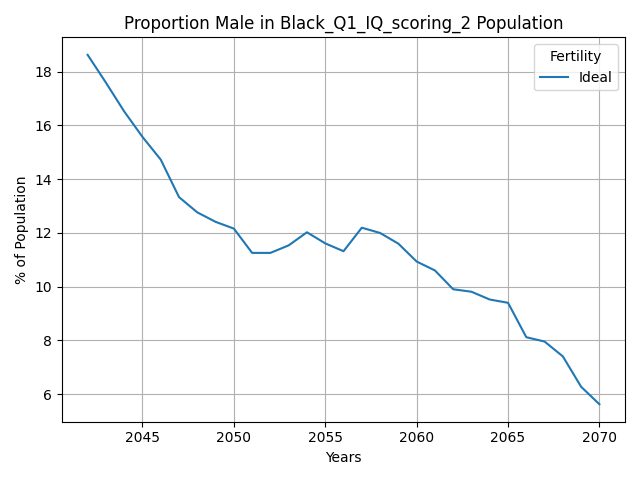 Proportion Male in Black_Q1_IQ_scoring_2 Population
Fertility
Ideal
% of Population
18
16
14
12
10
8
6
2045 2050 2055 2060 2065 2070
Years